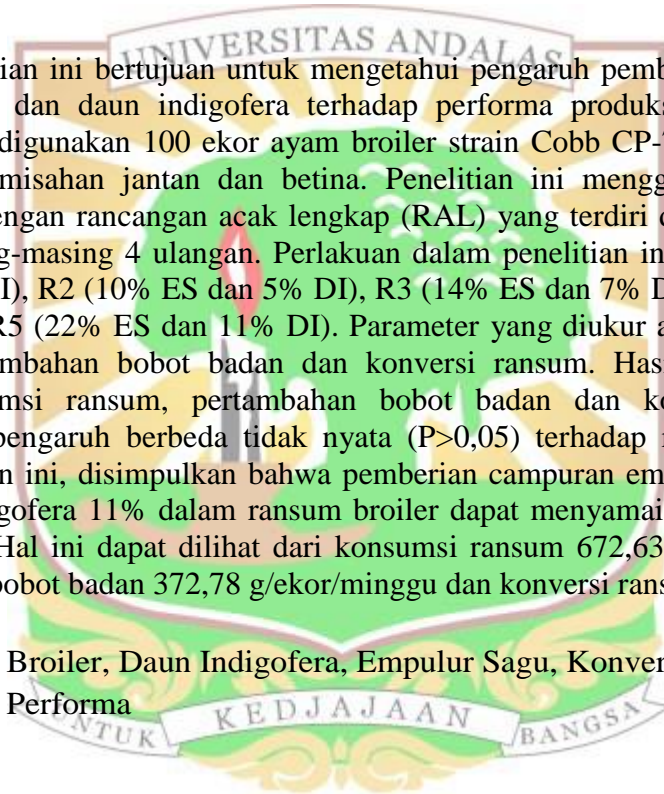 UNIVERSITAS ANDALAS
ian ini bertujuan untuk mengetahui pengaruh pemb
dan daun indigofera terhadap performa produks
digunakan 100 ekor ayam broiler strain Cobb CP-
misahan jantan dan betina. Penelitian ini mengg
engan rancangan acak lengkap (RAL) yang terdiri d
g-masing 4 ulangan. Perlakuan dalam penelitian in
I), R2 (10% ES dan 5% DI), R3 (14% ES dan 7% D
R5 (22% ES dan 11% DI). Parameter yang diukur a
mbahan bobot badan dan konversi ransum. Has
msi ransum, pertambahan bobot badan dan ko
pengaruh berbeda tidak nyata (P>0,05) terhadap
n ini, disimpulkan bahwa pemberian campuran em
gofera 11% dalam ransum broiler dapat menyamai
Hal ini dapat dilihat dari konsumsi ransum 672,63
bobot badan 372,78 g/ekor/minggu dan konversi rans
Broiler, Daun Indigofera, Empulur Sagu, Konver
Performa
UNTUK KEDJAJAAN BANGSA